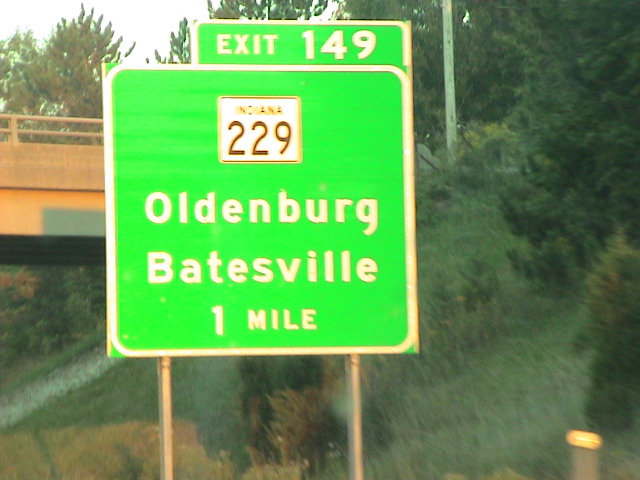 EXIT 149
INDIANA
229
Oldenburg
Batesville
1 MILE